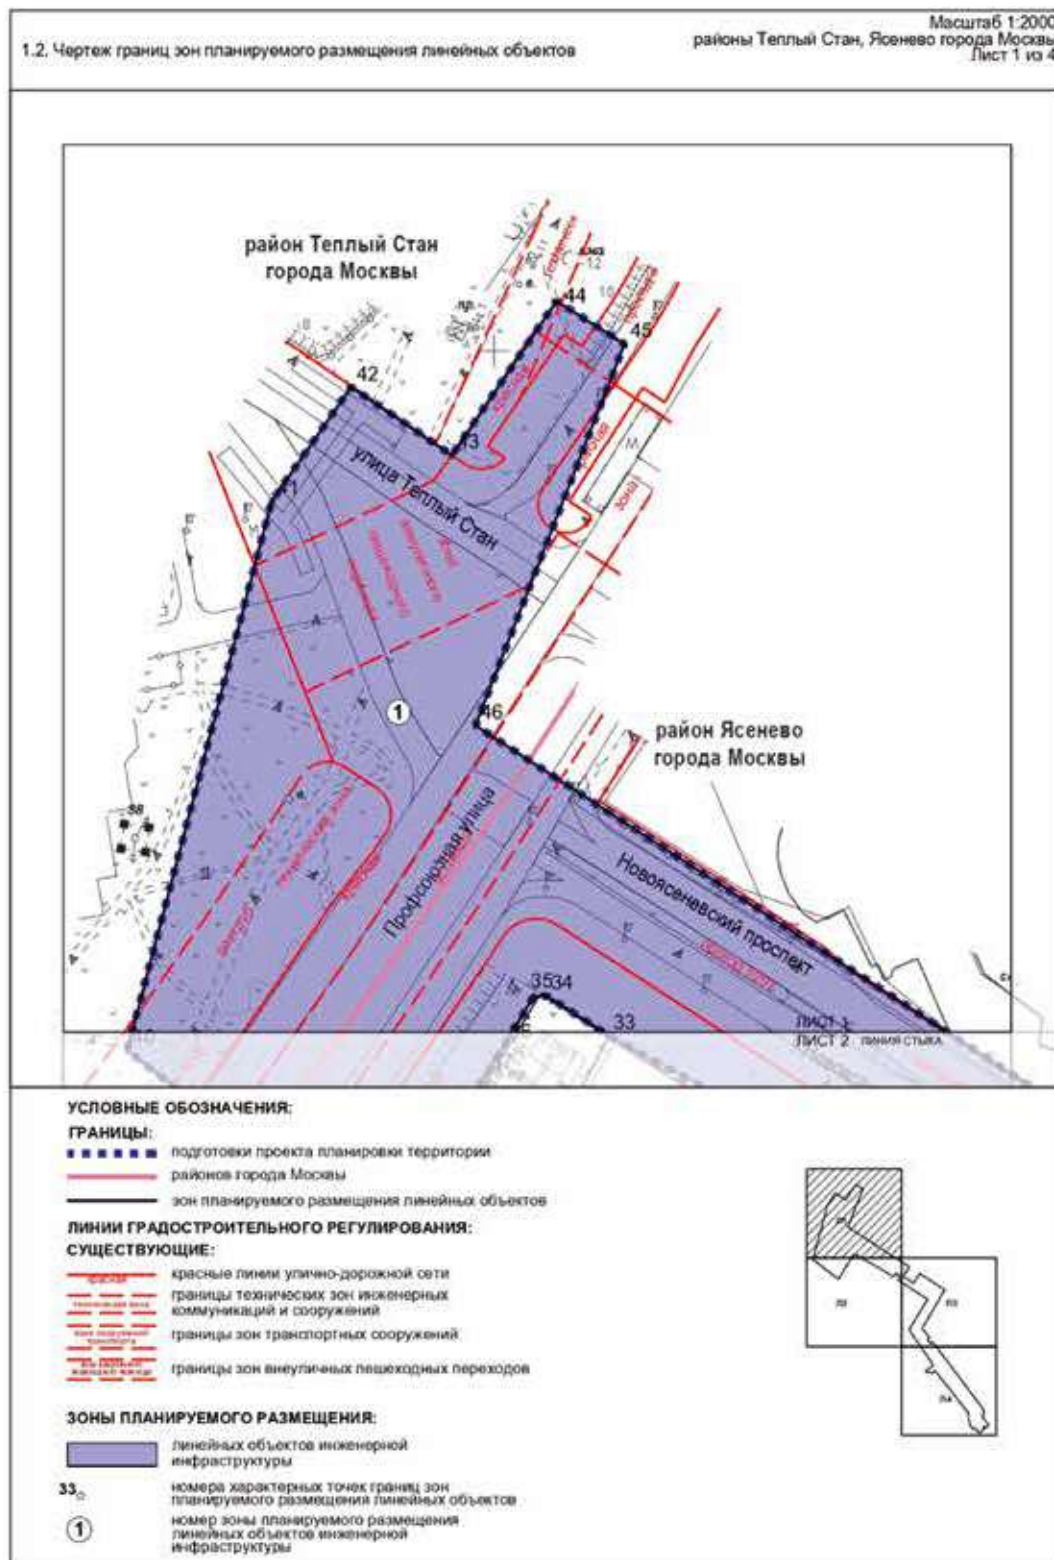 Масштаб 1:2000
1.2. Чертеж границ зон планируемого размещения линейных объектов
районы Теплый Стан, Ясенево города Москвы
Лист 1 из 4
район Теплый Стан
города Москвы
44
45
42
улица Теплый Стан
зона
1
46
район Ясенево
города Москвы
Профсоюзная улица
Новоясеневский проспект
3534
33
ЛИСТ 1
ЛИСТ 2 ЛИНИЯ СТЫКА
УСЛОВНЫЕ ОБОЗНАЧЕНИЯ:
ГРАНИЦЫ:
подготовки проекта планировки территории
районов города Москвы
зон планируемого размещения линейных объектов
ЛИНИИ ГРАДОСТРОИТЕЛЬНОГО РЕГУЛИРОВАНИЯ:
СУЩЕСТВУЮЩИЕ:
красные линии улично-дорожной сети
границы технических зон инженерных
коммуникаций и сооружений
границы зон транспортных сооружений
границы зон внеуличных пешеходных переходов
ЗОНЫ ПЛАНИРУЕМОГО РАЗМЕЩЕНИЯ:
линейных объектов инженерной
инфраструктуры
33
номера характерных точек границ зон
планируемого размещения линейных объектов
1
номер зоны планируемого размещения
линейных объектов инженерной
инфраструктуры